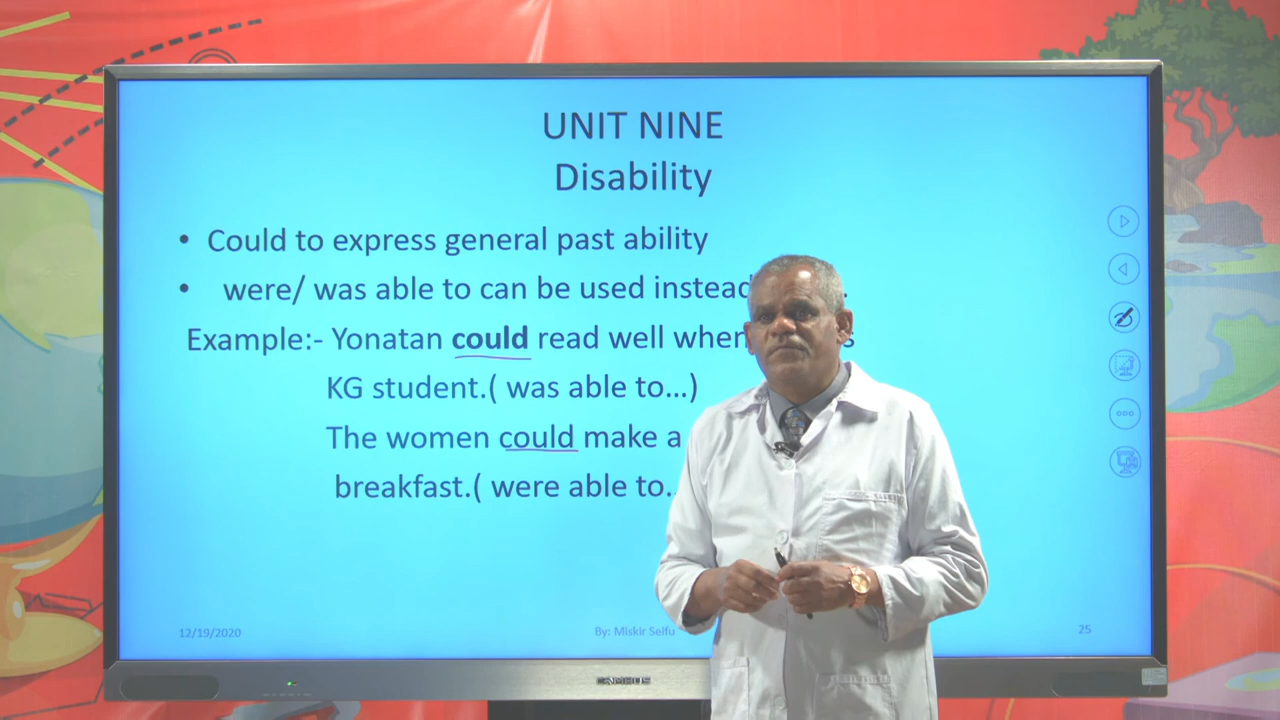 UNIT NINE
Disability
• Could to express general past ability
• were/ was able to can be used instead
Example:- Yonatan could read well when
KG student.( was able to...)
The women could make a
breakfast.( were able to..
12/19/2020
By: Miskir Seifu
25